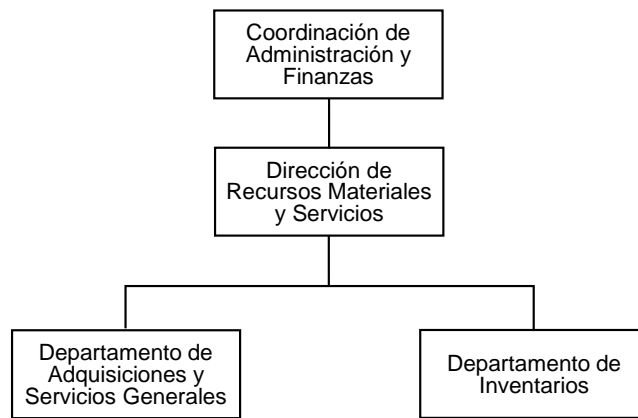 Coordinación de
Administración y
Finanzas
Dirección de
Recursos Materiales
y Servicios
Departamento de
Adquisiciones y
Servicios Generales
Departamento de
Inventarios